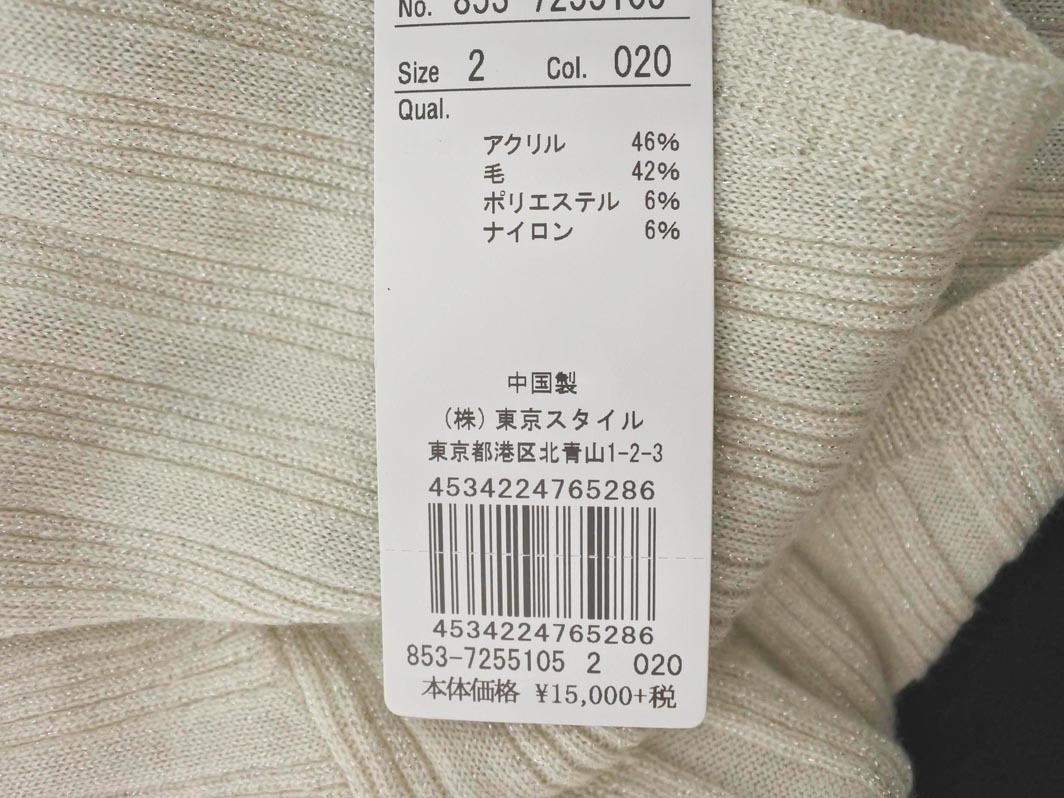 No. 853-7255105
Size 2 Col. 020
Qual.
アクリル 46%
毛 42%
ポリエステル 6%
ナイロン 6%
中国製
(株)東京スタイル
東京都港区北青山1-2-3
4534224765286
4534224765286
853-7255105 2 020
本体価格 ¥15,000+税